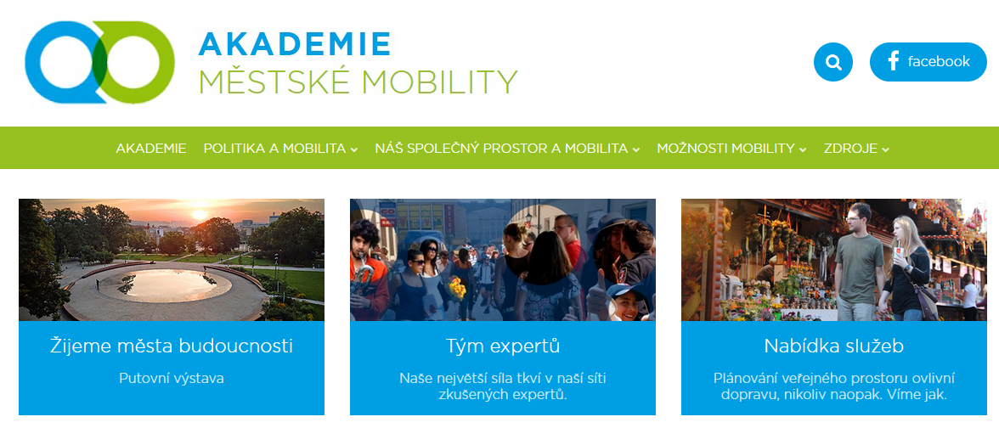 AKADEMIE
MĚSTSKÉ MOBILITY
facebook
AKADEMIE POLITIKA A MOBILITA NÁŠ SPOLEČNÝ PROSTOR A MOBILITA MOŽNOSTI MOBILITY ZDROJE
Žijeme města budoucnosti
Putovní výstava
Tým expertů
Naše největší síla tkví v naší síti
zkušených expertů.
Nabídka služeb
Plánování veřejného prostoru ovlivní
dopravu, nikoliv naopak. Víme jak.